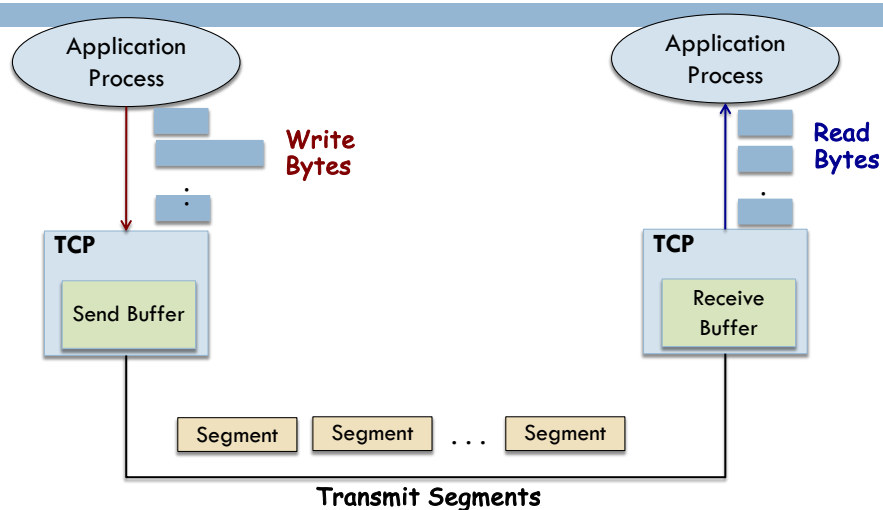 Application
Process
Application
Process
Write
Bytes
Read
Bytes
TCP
TCP
Send Buffer
Receive
Buffer
Segment
Segment
. . .
Segment
Transmit Segments